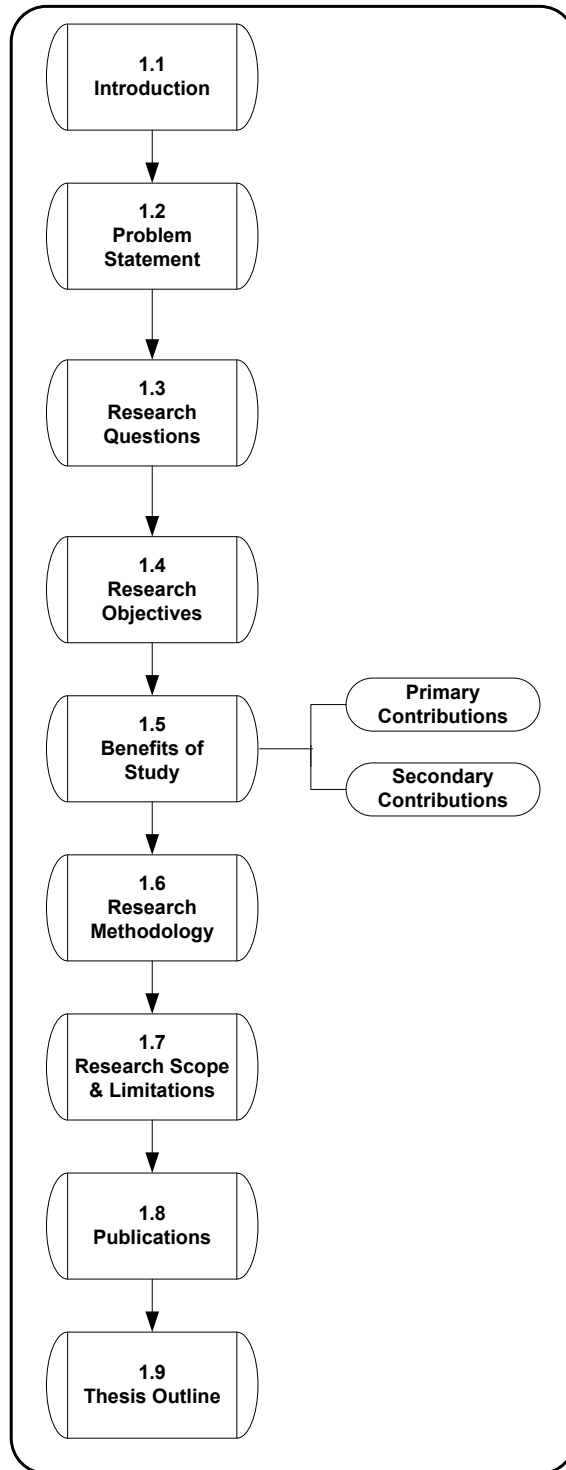 1.1
Introduction
1.2
Problem
Statement
1.3
Research
Questions
1.4
Research
Objectives
1.5
Benefits of
Study
Primary
Contributions
Secondary
Contributions
1.6
Research
Methodology
1.7
Research Scope
& Limitations
1.8
Publications
1.9
Thesis Outline